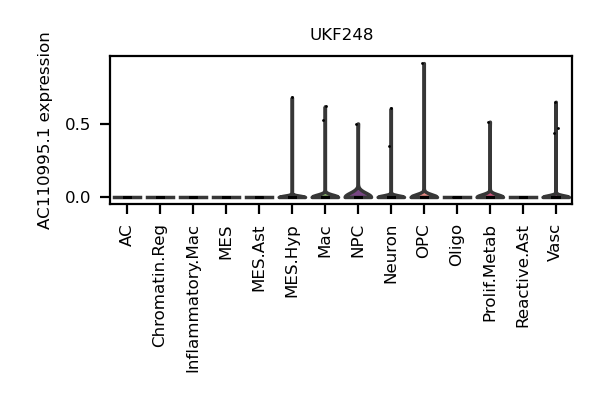 UKF248
AC110995.1 expression
0.5
0.0
AC
Chromatin.Reg
Inflammatory.Mac
MES
MES.Ast
MES.Hyp
Mac
NPC
Neuron
OPC
Oligo
Prolif.Metab
Reactive.Ast
Vasc